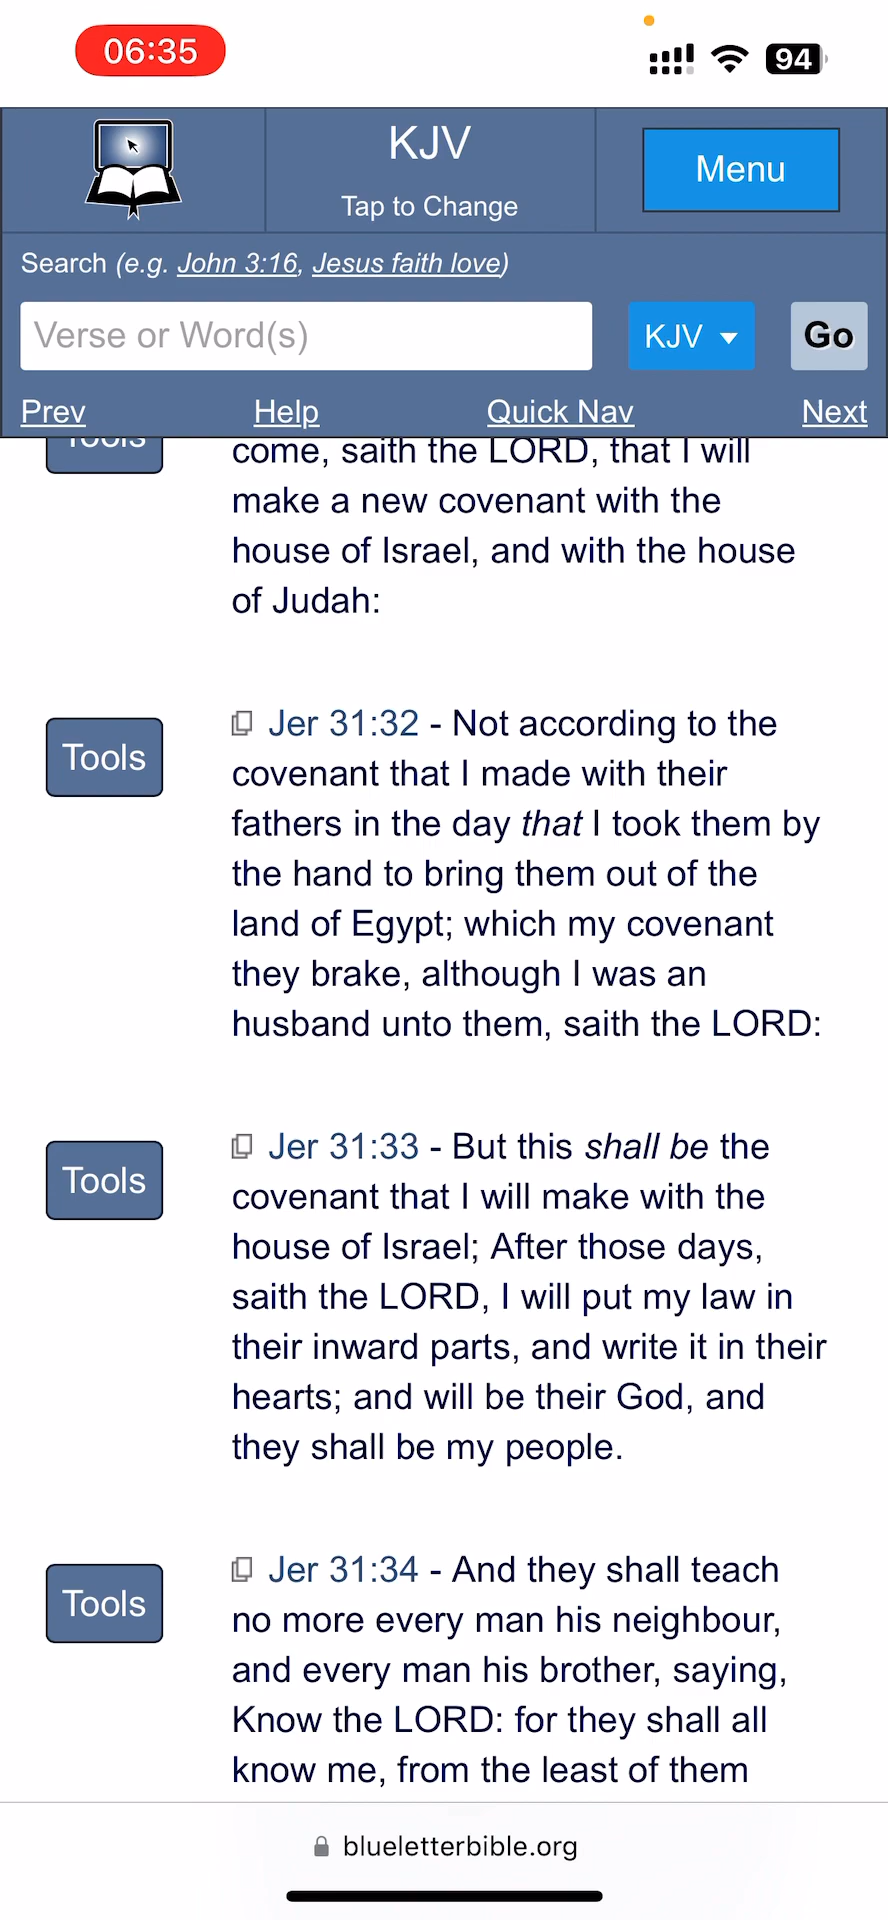 06:35
94
KJV
Tap to Change
Menu
Search (e.g. John 3:16, Jesus faith love)
Verse or Word(s)
KJV
Go
Prev
Help
Quick Nav
Next
Tools
come, saith the LORD, that I will
make a new covenant with the
house of Israel, and with the house
of Judah:
Tools
Jer 31:32 - Not according to the
covenant that I made with their
fathers in the day that I took them by
the hand to bring them out of the
land of Egypt; which my covenant
they brake, although I was an
husband unto them, saith the LORD:
Tools
Jer 31:33 - But this shall be the
covenant that I will make with the
house of Israel; After those days,
saith the LORD, I will put my law in
their inward parts, and write it in their
hearts; and will be their God, and
they shall be my people.
Tools
Jer 31:34 - And they shall teach
no more every man his neighbour,
and every man his brother, saying,
Know the LORD: for they shall all
know me, from the least of them
blueletterbible.org